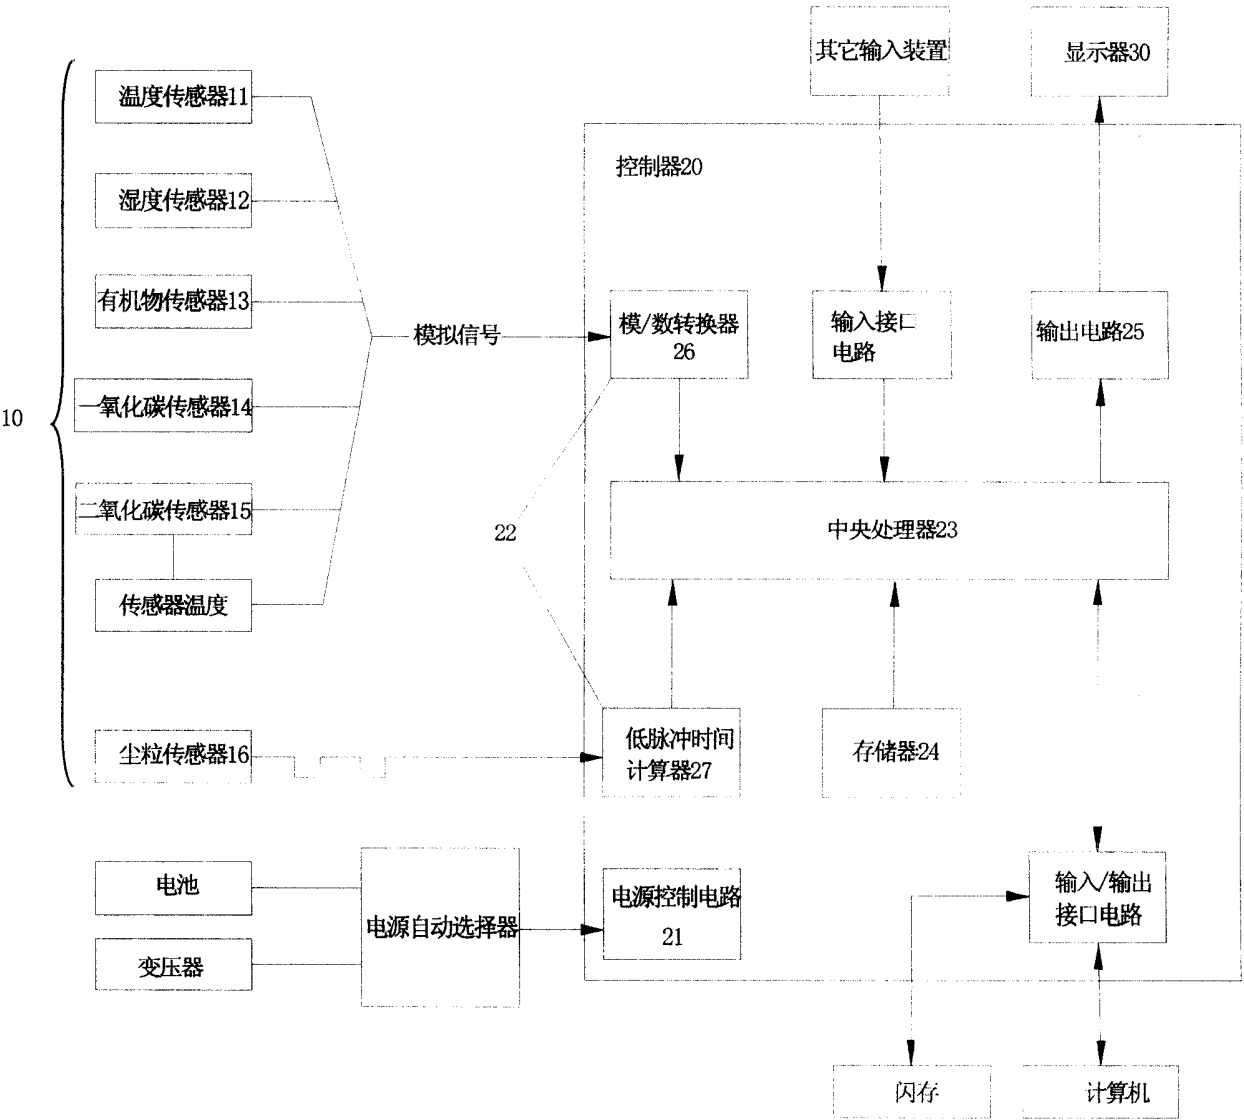 其它输入装置
显示器30
温度传感器11
控制器20
湿度传感器12
有机物传感器13
模拟信号
模/数转换器
26
输入接口
电路
输出电路25
一氧化碳传感器14
10
二氧化碳传感器15
22
中央处理器23
传感器温度
尘粒传感器16
低脉冲时间
计算器27
存储器24
电池
电源自动选择器
变压器
电源控制电路
21
输入/输出
接口电路
闪存
计算机